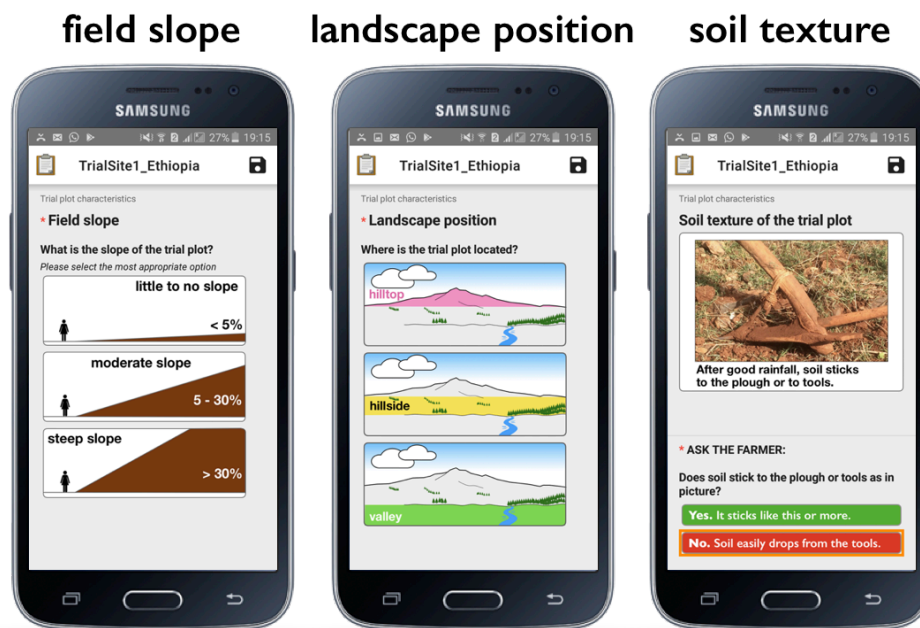 field slope
landscape position
soil texture
SAMSUNG
27% 19:15
TrialSite1_Ethiopia
Trial plot characteristics
* Field slope
What is the slope of the trial plot?
Please select the most appropriate option
little to no slope
< 5%
moderate slope
5 - 30%
steep slope
> 30%
SAMSUNG
27% 19:15
TrialSite1_Ethiopia
Trial plot characteristics
* Landscape position
Where is the trial plot located?
hilltop
hillside
valley
SAMSUNG
27% 19:15
TrialSite1_Ethiopia
Trial plot characteristics
Soil texture of the trial plot
After good rainfall, soil sticks
to the plough or to tools.
* ASK THE FARMER:
Does soil stick to the plough or tools as in
picture?
Yes. It sticks like this or more.
No. Soil easily drops from the tools.